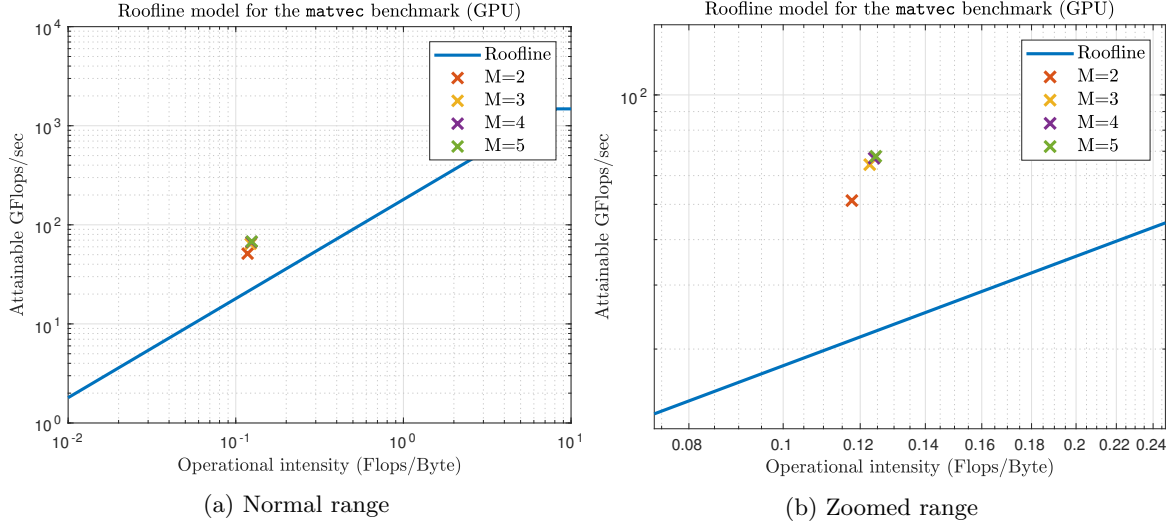 Roofline model for the matvec benchmark (GPU)
10^4
10^3
10^2
10^1
10^0
Attainable GFlops/sec
Roofline
M=2
M=3
M=4
M=5
10^-2
10^-1
10^0
10^1
Operational intensity (Flops/Byte)
(a) Normal range
Roofline model for the matvec benchmark (GPU)
10^2
Attainable GFlops/sec
Roofline
M=2
M=3
M=4
M=5
0.08 0.1 0.12 0.14 0.16 0.18 0.2 0.22 0.24
Operational intensity (Flops/Byte)
(b) Zoomed range